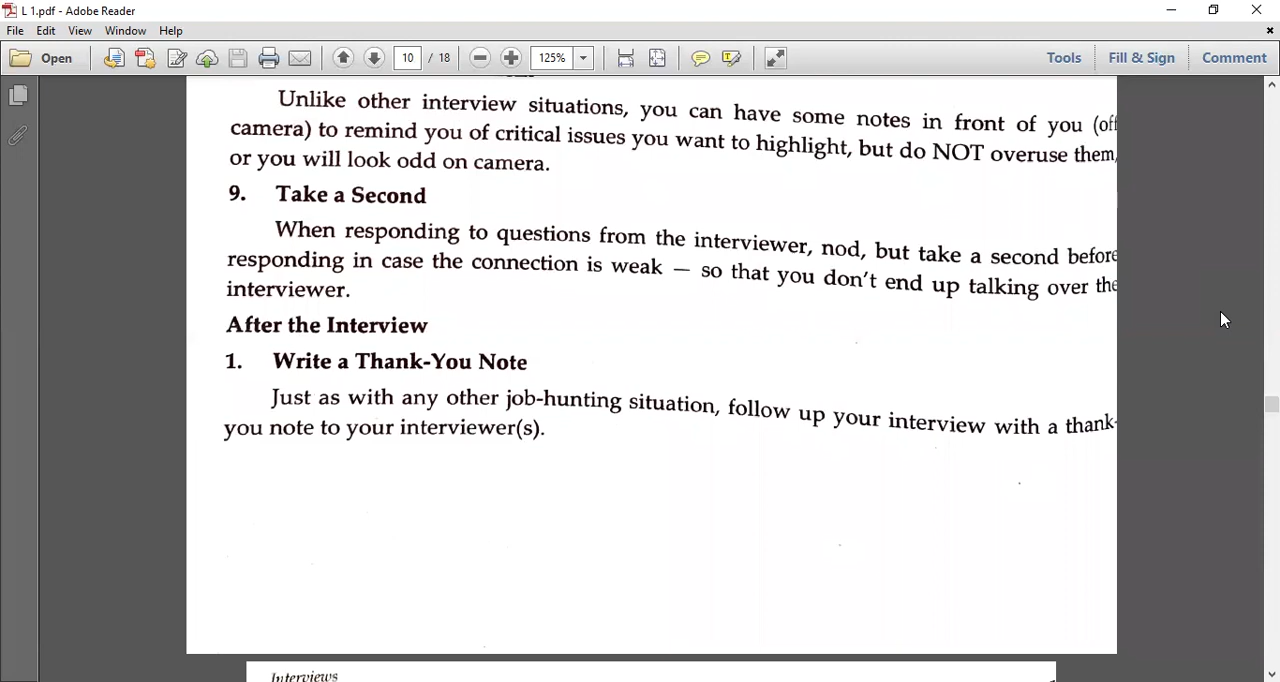 L 1.pdf - Adobe Reader
File Edit View Window Help
Open 10 / 18 125% Tools Fill & Sign Comment
Unlike other interview situations, you can have some notes in front of you (off
camera) to remind you of critical issues you want to highlight, but do NOT overuse them,
or you will look odd on camera.
9. Take a Second
When responding to questions from the interviewer, nod, but take a second before
responding in case the connection is weak — so that you don't end up talking over the
interviewer.
After the Interview
1. Write a Thank-You Note
Just as with any other job-hunting situation, follow up your interview with a thank-
you note to your interviewer(s).
Interviews